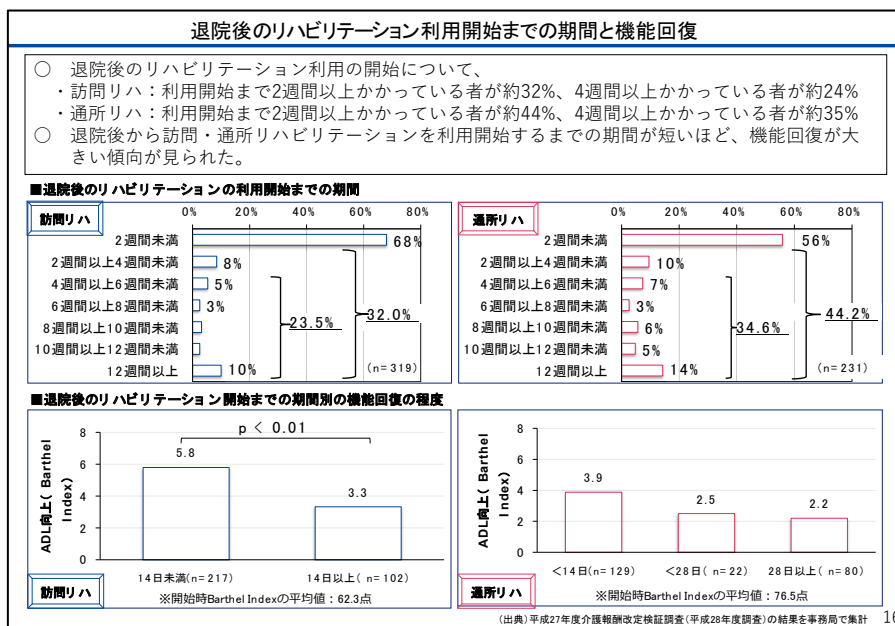 退院後のリハビリテーション利用開始までの期間と機能回復
○ 退院後のリハビリテーション利用の開始について、
・訪問リハ：利用開始まで2週間以上かかっている者が約32%、4週間以上かかっている者が約24%
・通所リハ：利用開始まで2週間以上かかっている者が約44%、4週間以上かかっている者が約35%
○ 退院後から訪問・通所リハビリテーションを利用開始するまでの期間が短いほど、機能回復が大
きい傾向が見られた。
■退院後のリハビリテーションの利用開始までの期間
訪問リハ
0% 20% 40% 60% 80%
2週間未満 68%
2週間以上4週間未満 8%
4週間以上6週間未満 5%
6週間以上8週間未満 3%
8週間以上10週間未満
10週間以上12週間未満
12週間以上 10%
23.5%
32.0%
(n=319)
通所リハ
0% 20% 40% 60% 80%
2週間未満 56%
2週間以上4週間未満 10%
4週間以上6週間未満 7%
6週間以上8週間未満 3%
8週間以上10週間未満 6%
10週間以上12週間未満 5%
12週間以上 14%
34.6%
44.2%
(n=231)
■退院後のリハビリテーション開始までの期間別の機能回復の程度
ADL向上( Barthel
Index)
8
6
4
2
0
p < 0.01
5.8
3.3
14日未満(n=217) 14日以上( n=102)
訪問リハ
※開始時Barthel Indexの平均値：62.3点
ADL向上( Barthel
Index)
8
6
4
2
0
3.9
2.5
2.2
<14日(n=129) <28日(n=22) 28日以上( n=80)
通所リハ
※開始時Barthel Indexの平均値：76.5点
(出典)平成27年度介護報酬改定検証調査(平成28年度調査)の結果を事務局で集計
16